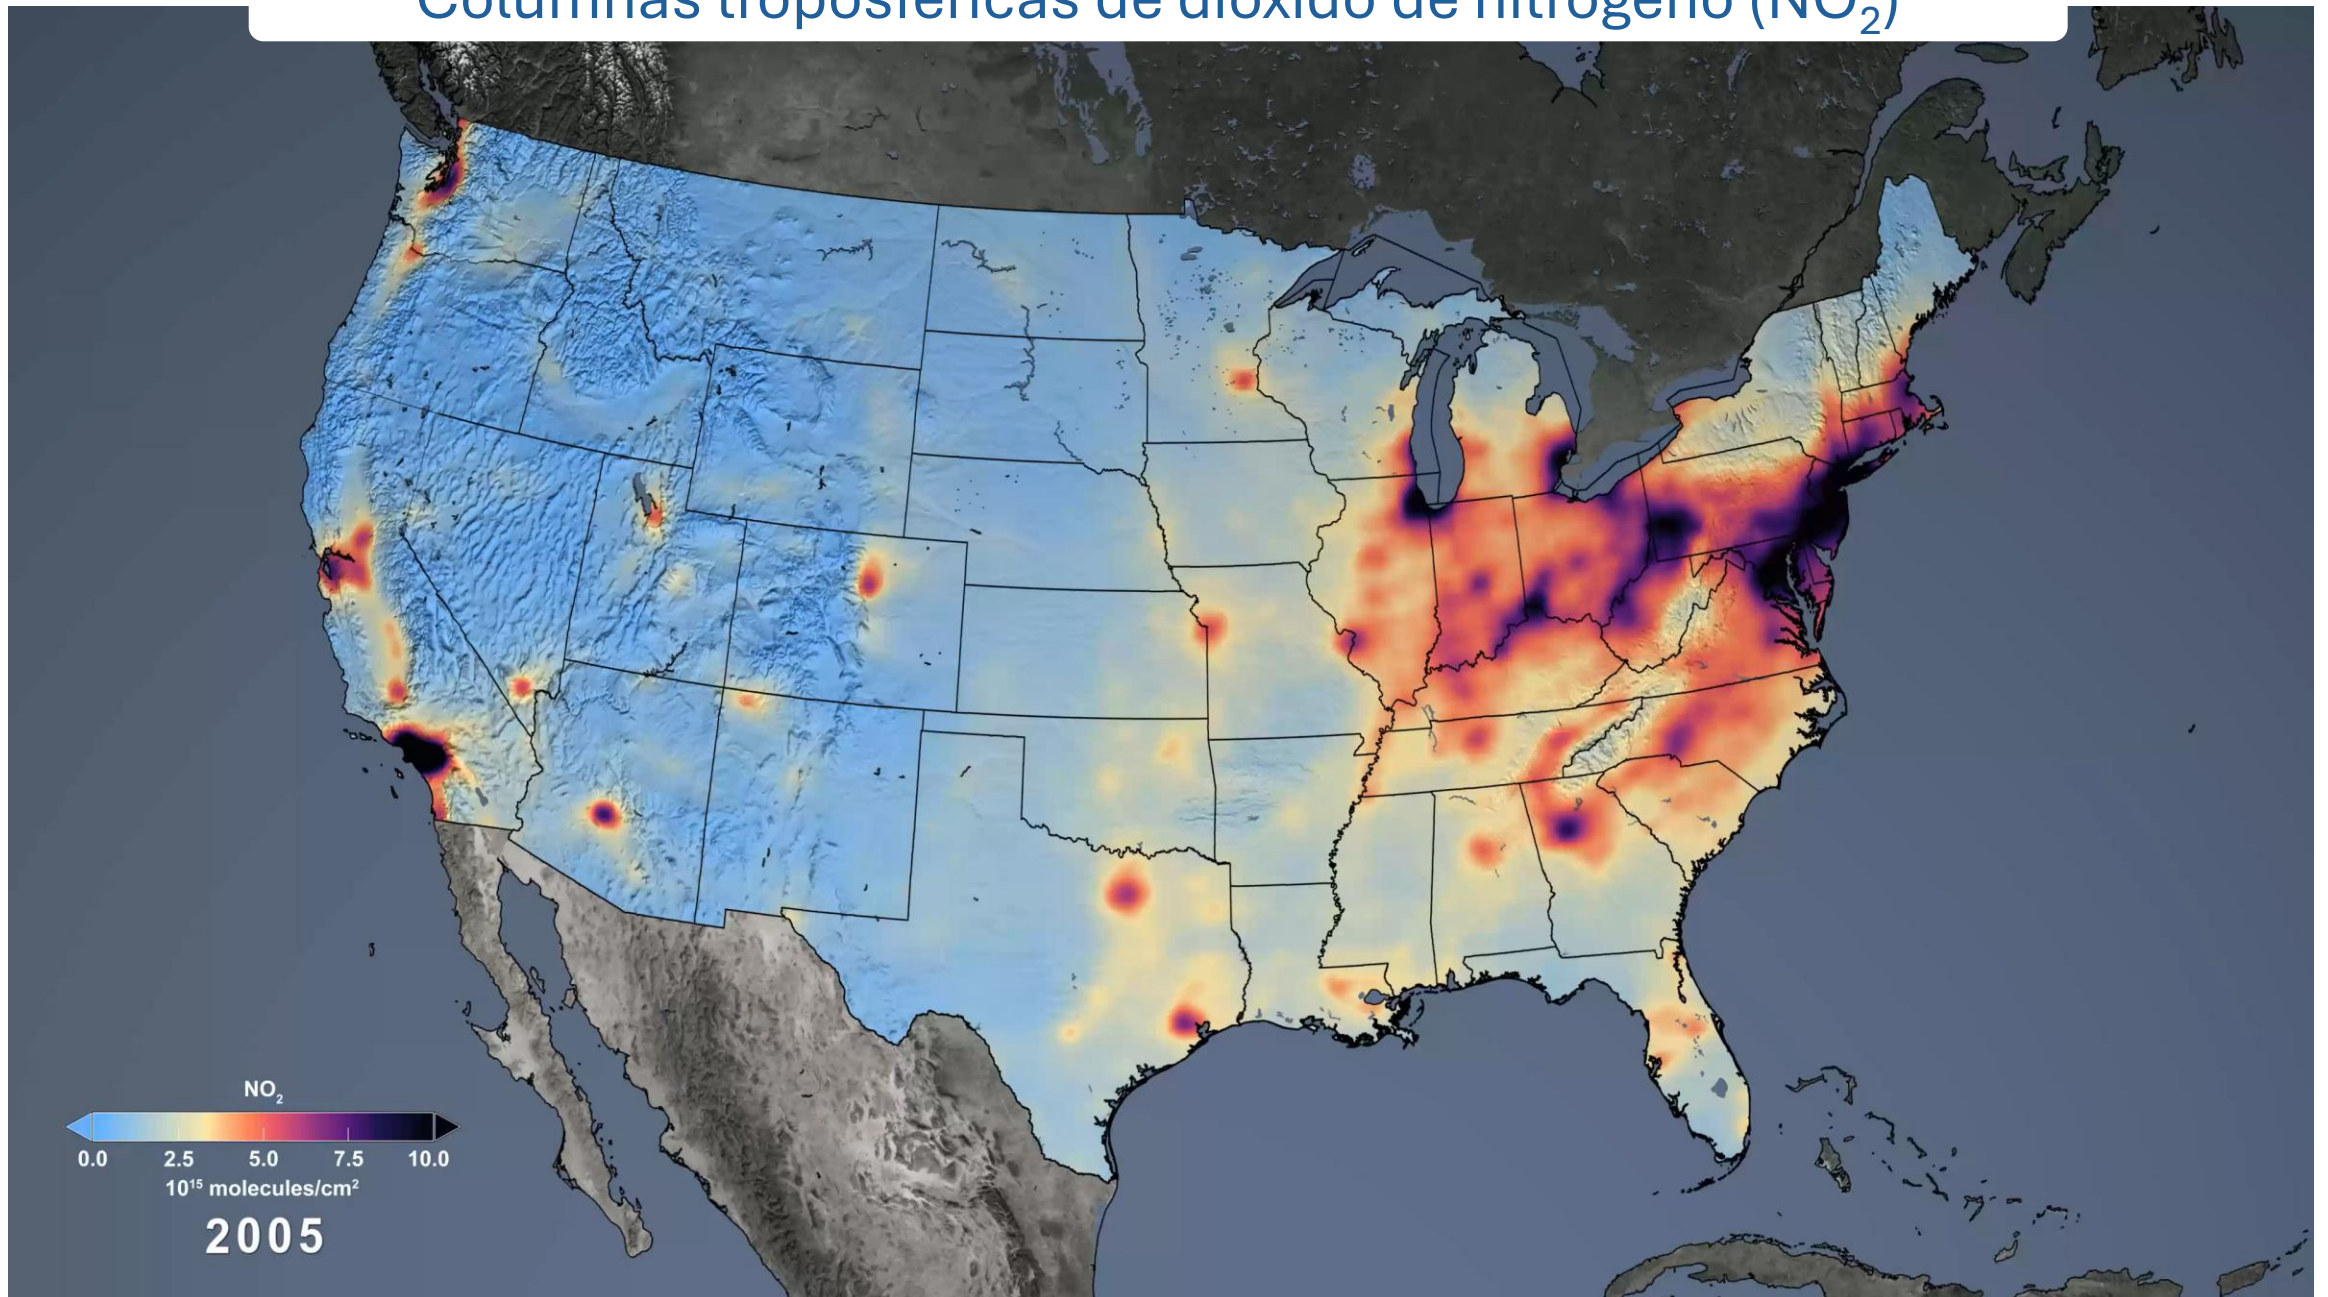 Columnas troposféricas de dióxido de nitrógeno (NO₂)
NO₂
0.0 2.5 5.0 7.5 10.0
10¹⁵ molecules/cm²
2005